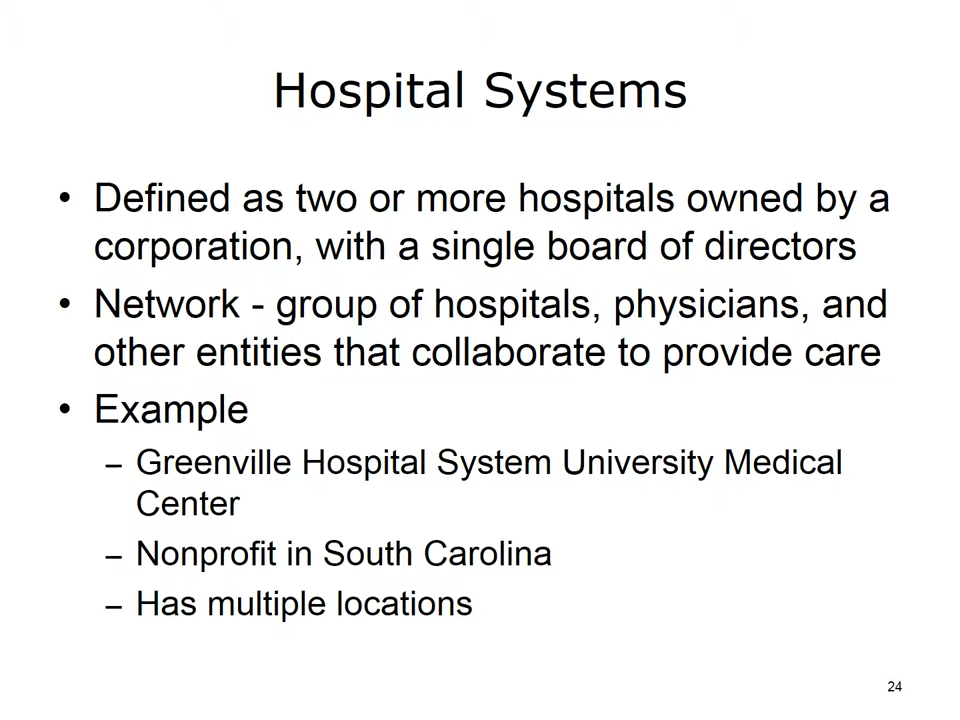 Hospital Systems
• Defined as two or more hospitals owned by a
corporation, with a single board of directors
• Network - group of hospitals, physicians, and
other entities that collaborate to provide care
• Example
– Greenville Hospital System University Medical
Center
– Nonprofit in South Carolina
– Has multiple locations
24